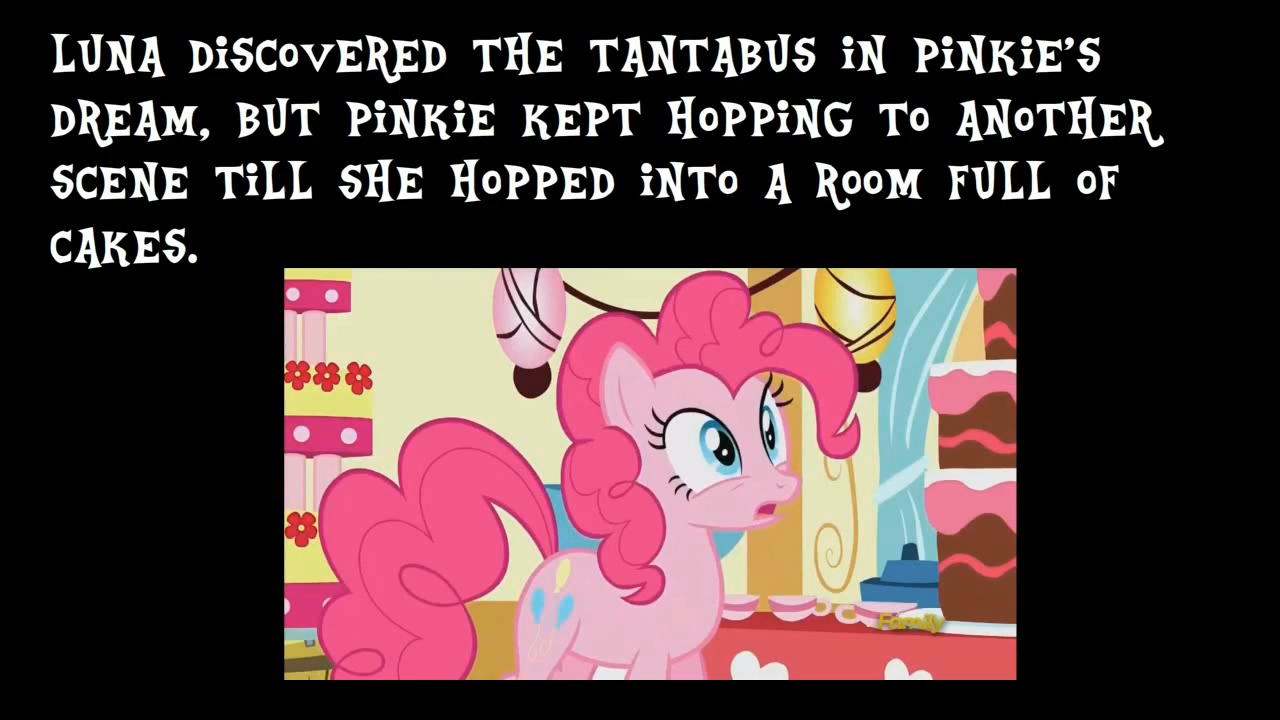 LUNA DISCOVERED THE TANTABUS IN PINKIE'S
DREAM, BUT PINKIE KEPT HOPPING TO ANOTHER
SCENE TILL SHE HOPPED INTO A ROOM FULL OF
CAKES.
Family